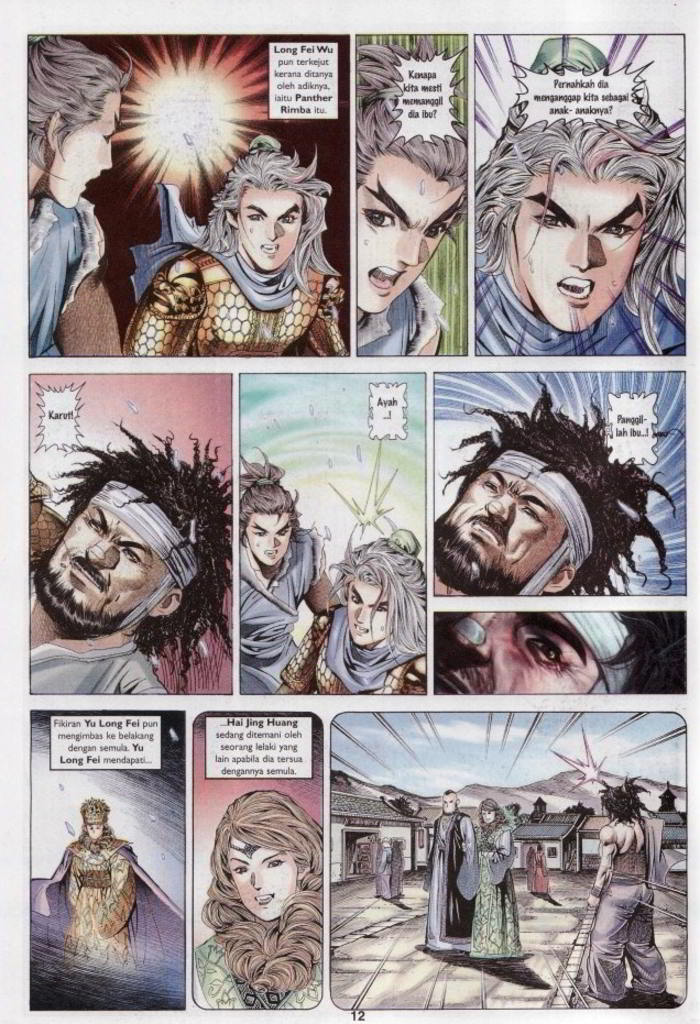 Long Fei Wu
pun terkejut
kerana ditanya
oleh adiknya,
iaitu Panther
Rimba itu.
Kenapa
kita mesti
memanggil
dia ibu?
Pernahkah dia
menganggap kita sebagai
anak- anaknya?
Karut!
Ayah
...!
Panggil-
lah ibu...!
Fikiran Yu Long Fei pun
mengimbas ke belakang
dengan semula. Yu
Long Fei mendapati...
...Hai Jing Huang
sedang ditemani oleh
seorang lelaki yang
lain apabila dia tersua
dengannya semula.
12